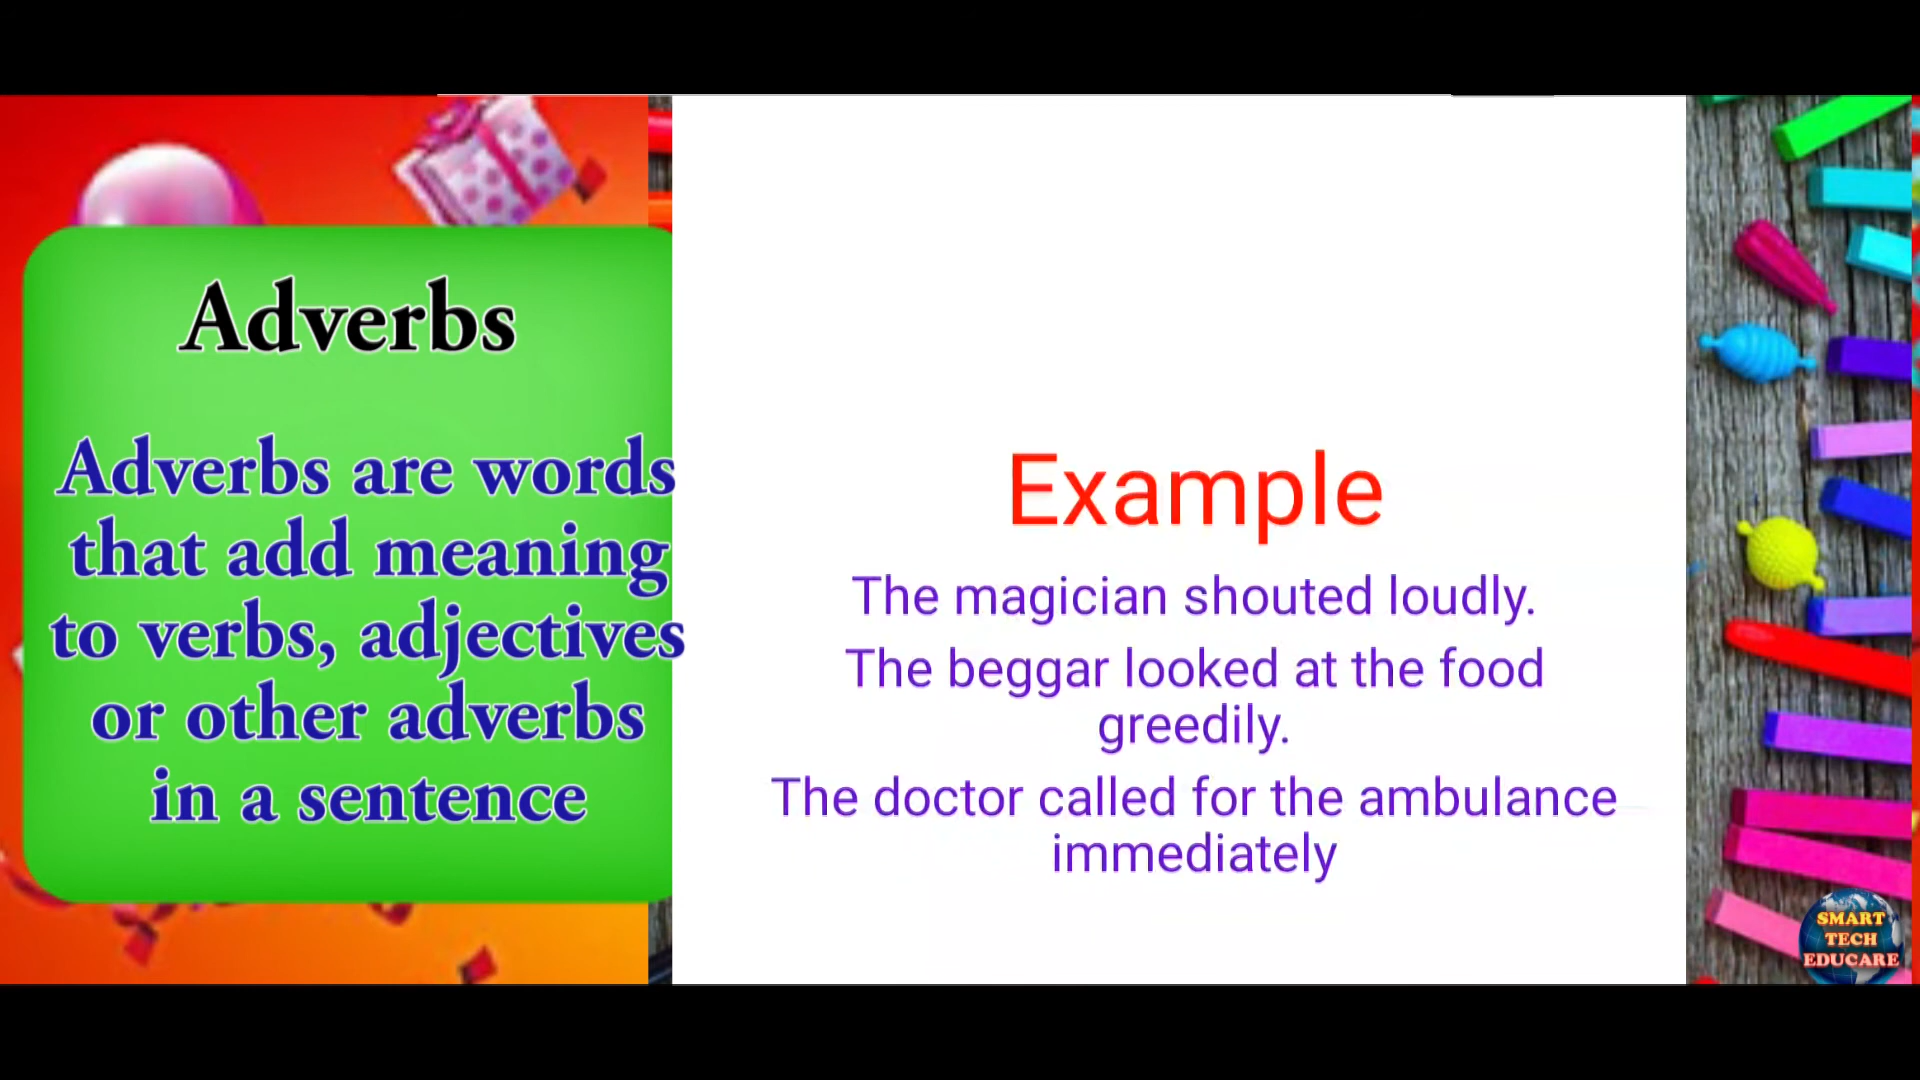 Adverbs
Adverbs are words
that add meaning
to verbs, adjectives
or other adverbs
in a sentence
Example
The magician shouted loudly.
The beggar looked at the food
greedily.
The doctor called for the ambulance
immediately
SMART
TECH
EDUCARE